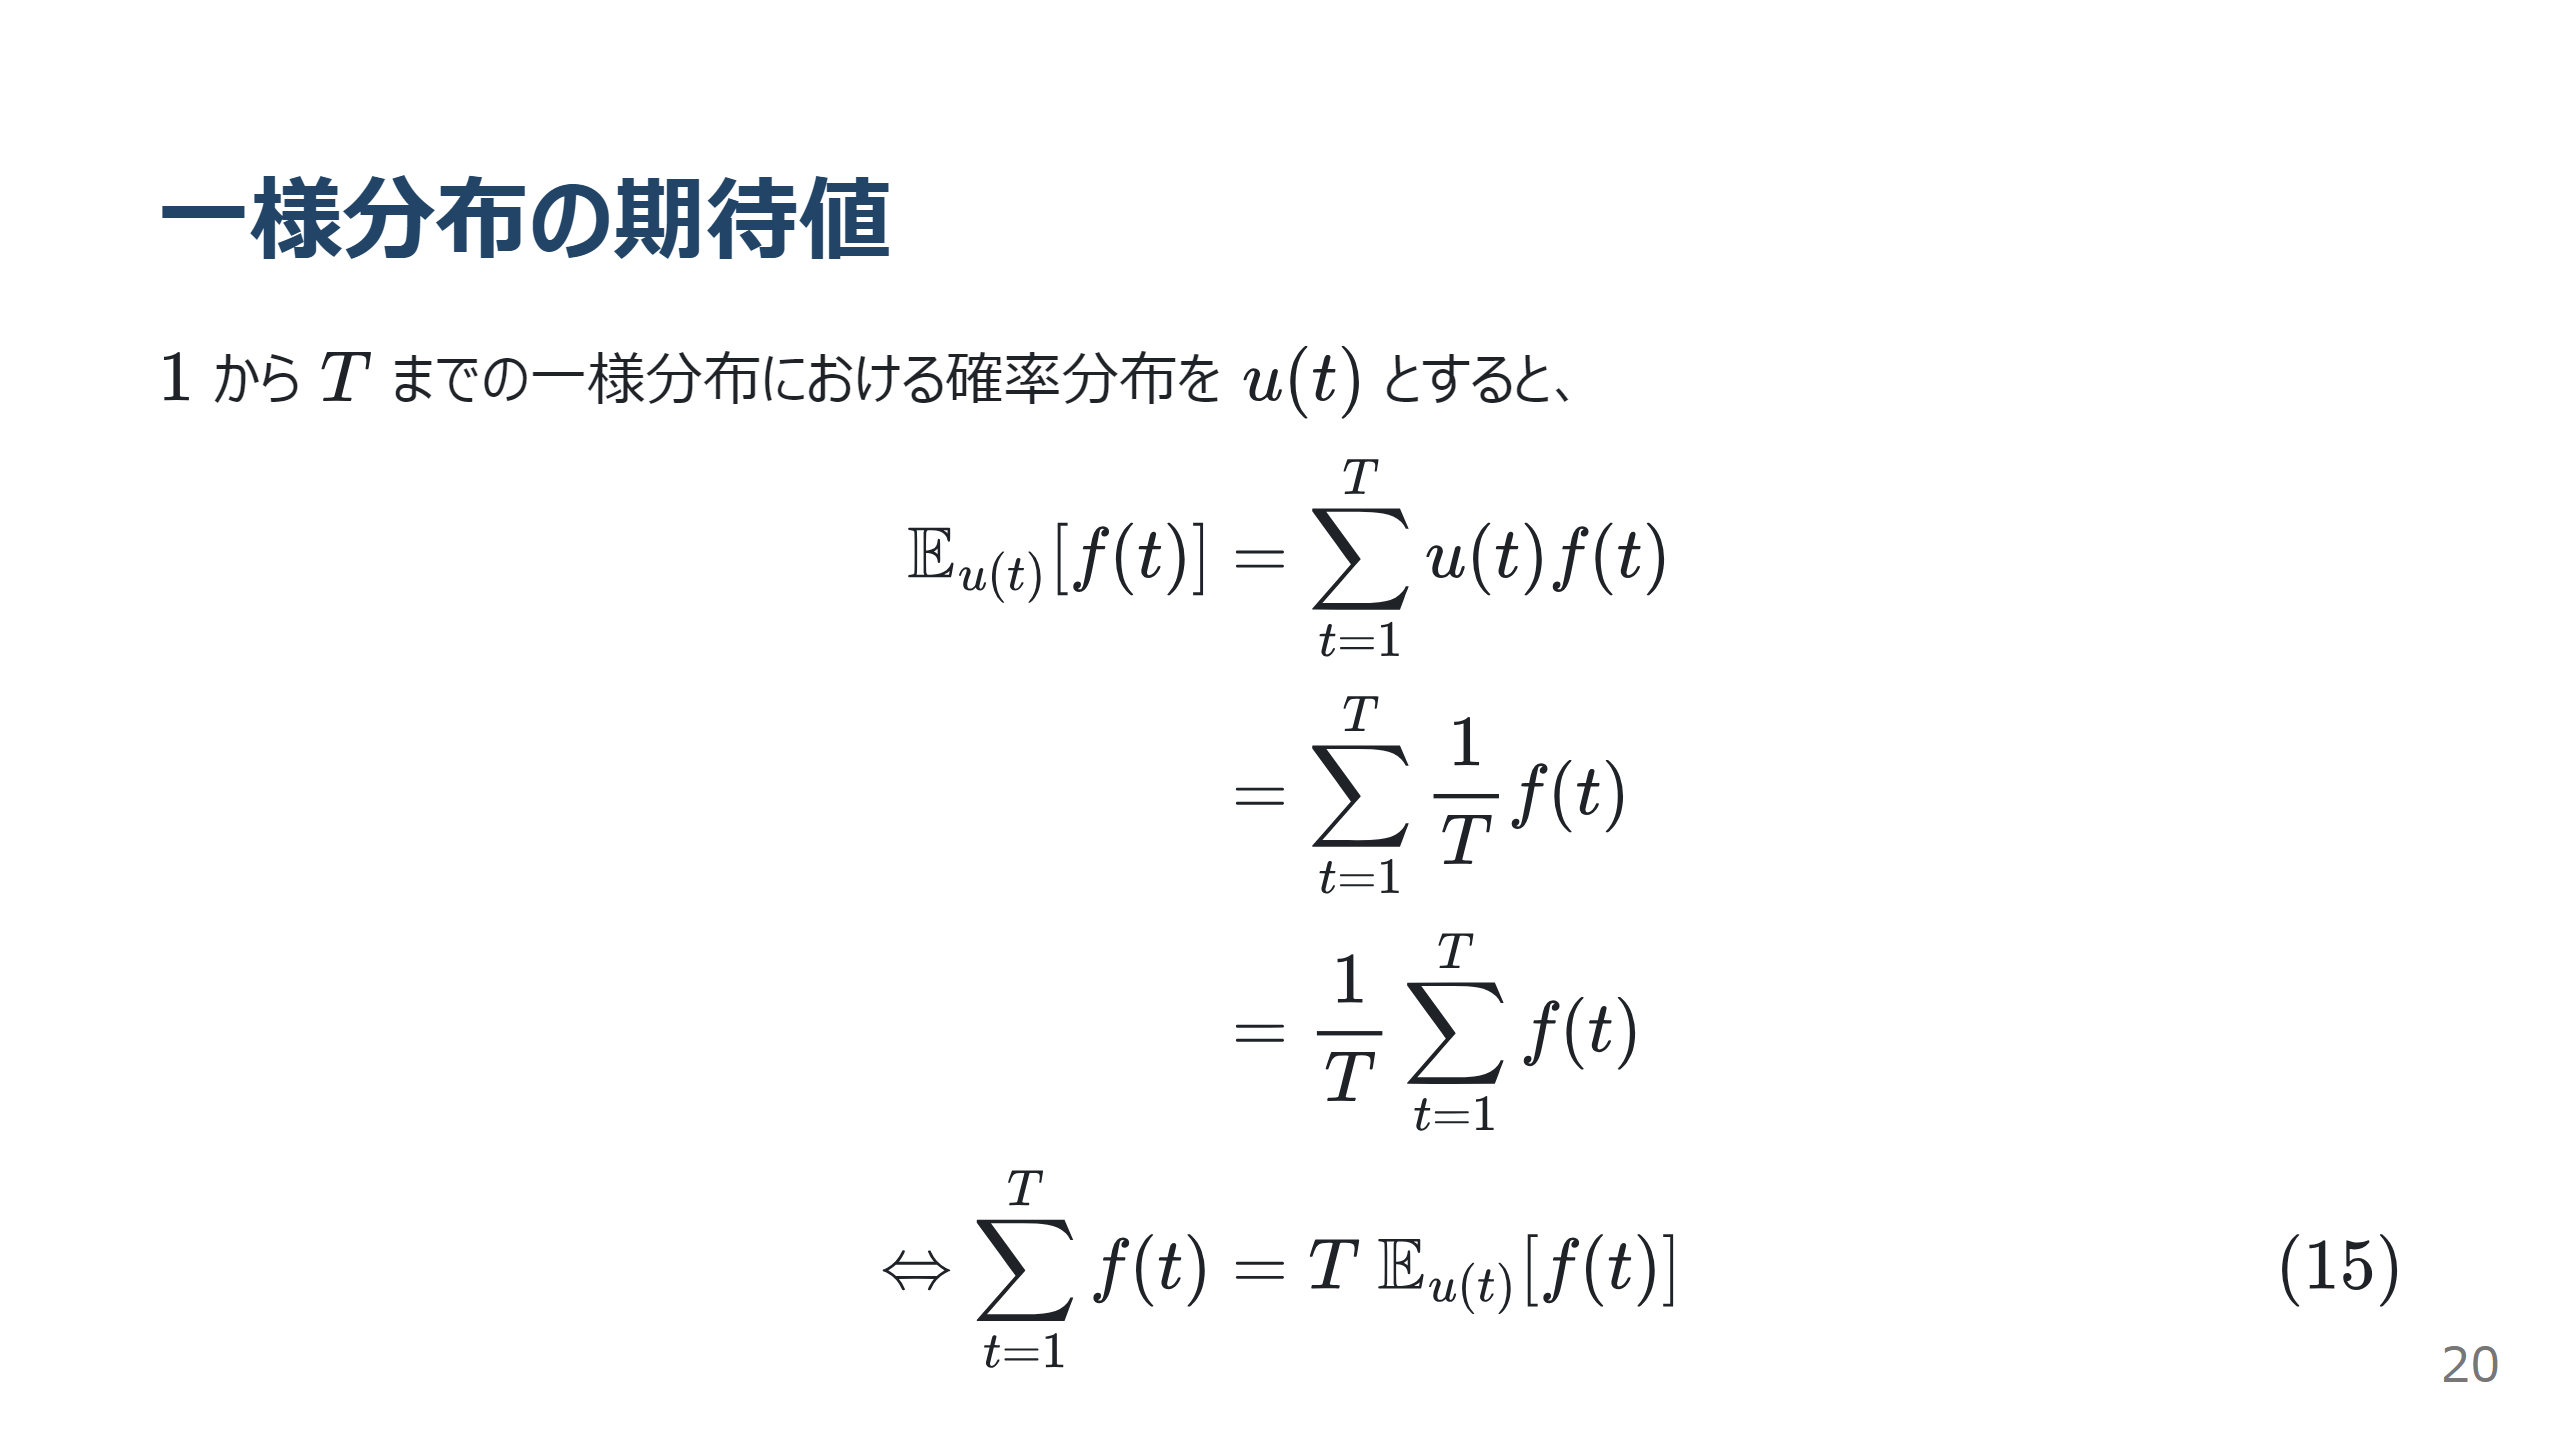 一様分布の期待値
1 から T までの一様分布における確率分布を u(t) とすると、
𝔼_{u(t)}[f(t)] = \sum_{t=1}^{T} u(t)f(t)
= \sum_{t=1}^{T} \frac{1}{T} f(t)
= \frac{1}{T} \sum_{t=1}^{T} f(t)
⇔ \sum_{t=1}^{T} f(t) = T 𝔼_{u(t)}[f(t)] (15)
20